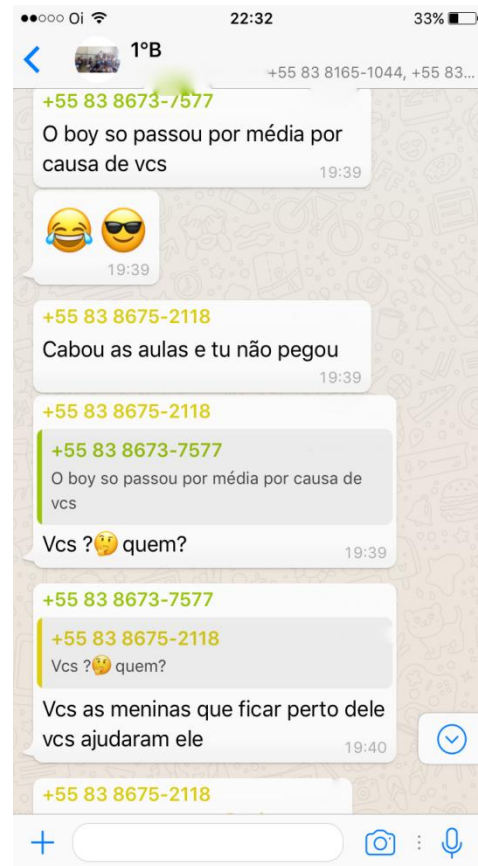 Oi 22:32 33%
1°B
+55 83 8165-1044, +55 83...
+55 83 8673-7577
O boy so passou por média por
causa de vcs
19:39
😂😎
19:39
+55 83 8675-2118
Cabou as aulas e tu não pegou
19:39
+55 83 8675-2118
+55 83 8673-7577
O boy so passou por média por causa de
vcs
Vcs ?🤔 quem?
19:39
+55 83 8673-7577
+55 83 8675-2118
Vcs ?🤔 quem?
Vcs as meninas que ficar perto dele
vcs ajudaram ele
19:40
+55 83 8675-2118